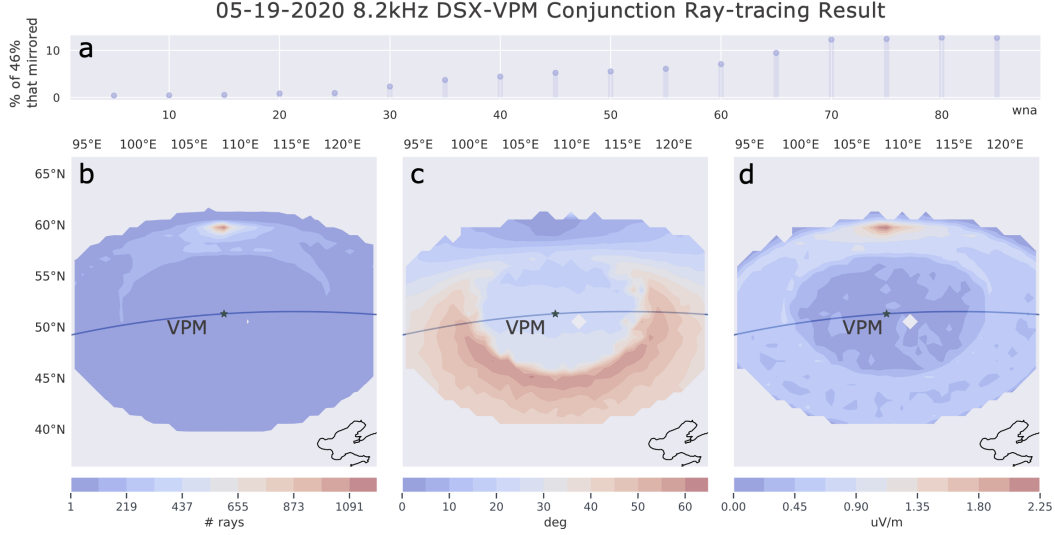 05-19-2020 8.2kHz DSX-VPM Conjunction Ray-tracing Result
a
% of 46%
that mirrored
10
0
10 20 30 40 50 60 70 80 wna
95°E 100°E 105°E 110°E 115°E 120°E
95°E 100°E 105°E 110°E 115°E 120°E
95°E 100°E 105°E 110°E 115°E 120°E
b
c
d
65°N
60°N
55°N
50°N
45°N
40°N
VPM
VPM
VPM
1 219 437 655 873 1091
# rays
0 10 20 30 40 50 60
deg
0.00 0.45 0.90 1.35 1.80 2.25
uV/m